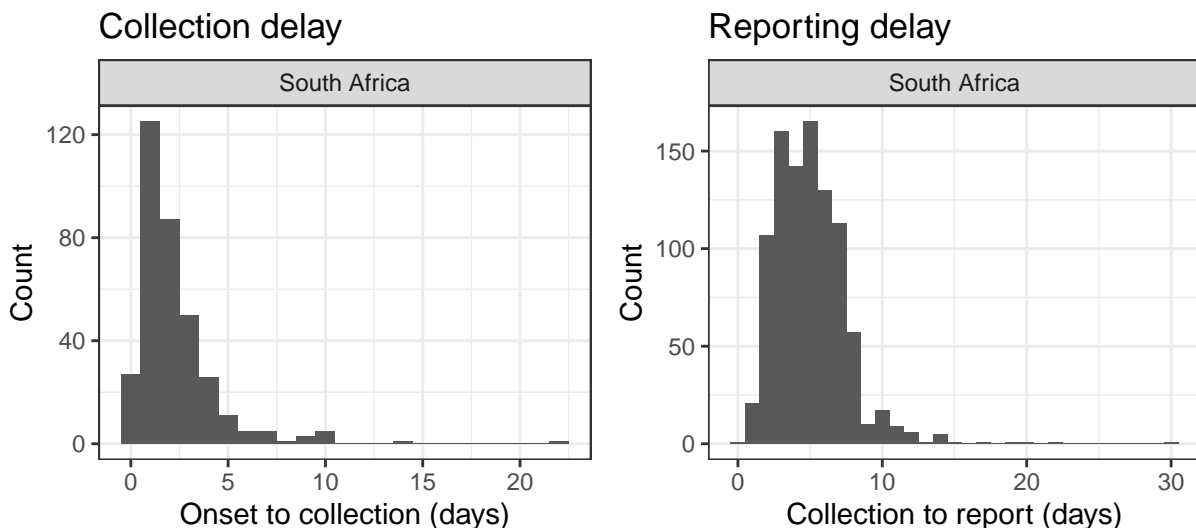 Collection delay
South Africa
120
80
40
0
Count
0 5 10 15 20
Onset to collection (days)
Reporting delay
South Africa
150
100
50
0
Count
0 10 20 30
Collection to report (days)